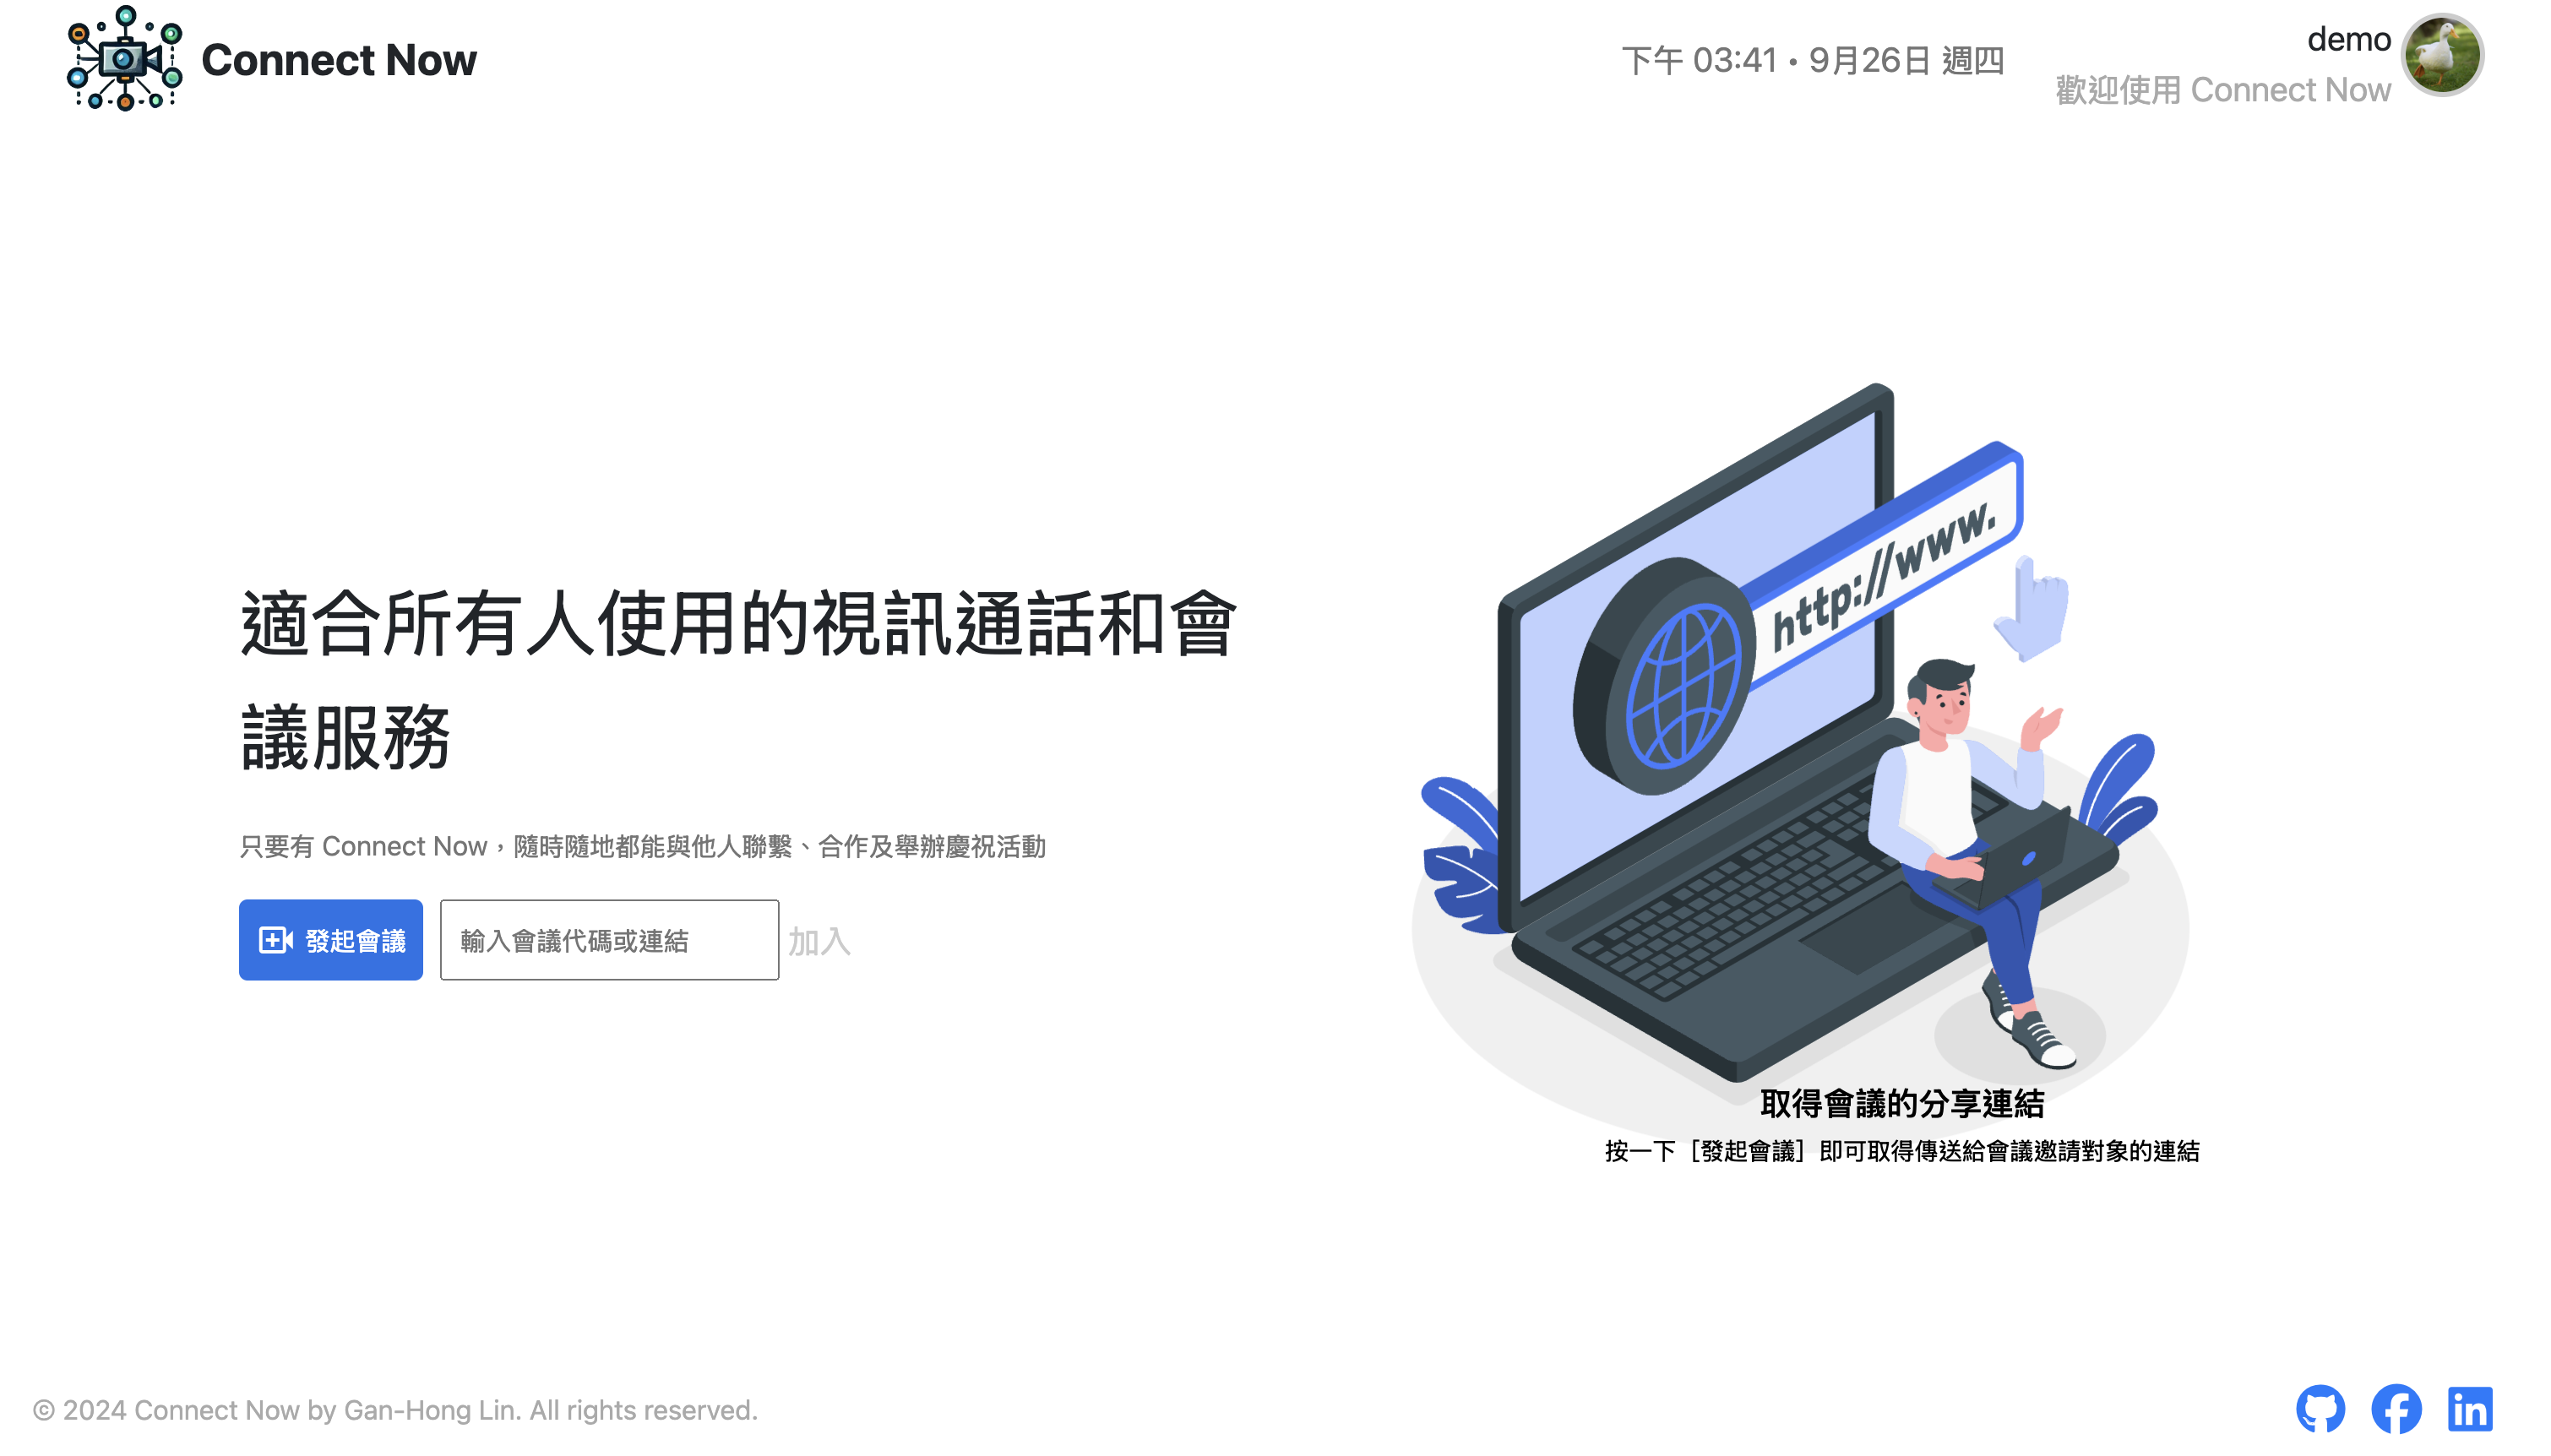 Connect Now
下午 03:41 • 9月26日 週四
demo
歡迎使用 Connect Now
適合所有人使用的視訊通話和會
議服務
只要有 Connect Now，隨時隨地都能與他人聯繫、合作及舉辦慶祝活動
發起會議
輸入會議代碼或連結
加入
http://www.
取得會議的分享連結
按一下［發起會議］即可取得傳送給會議邀請對象的連結
© 2024 Connect Now by Gan-Hong Lin. All rights reserved.